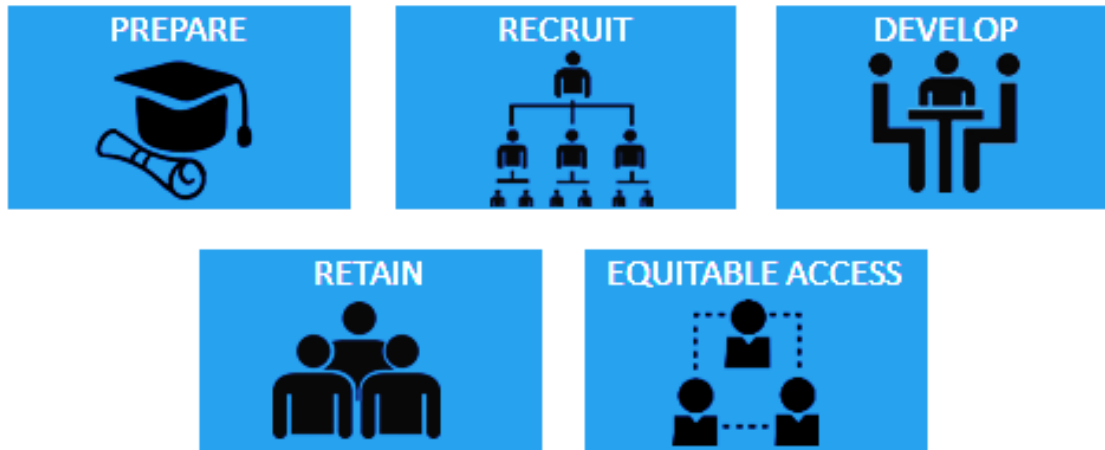 PREPARE
RECRUIT
DEVELOP
RETAIN
EQUITABLE ACCESS